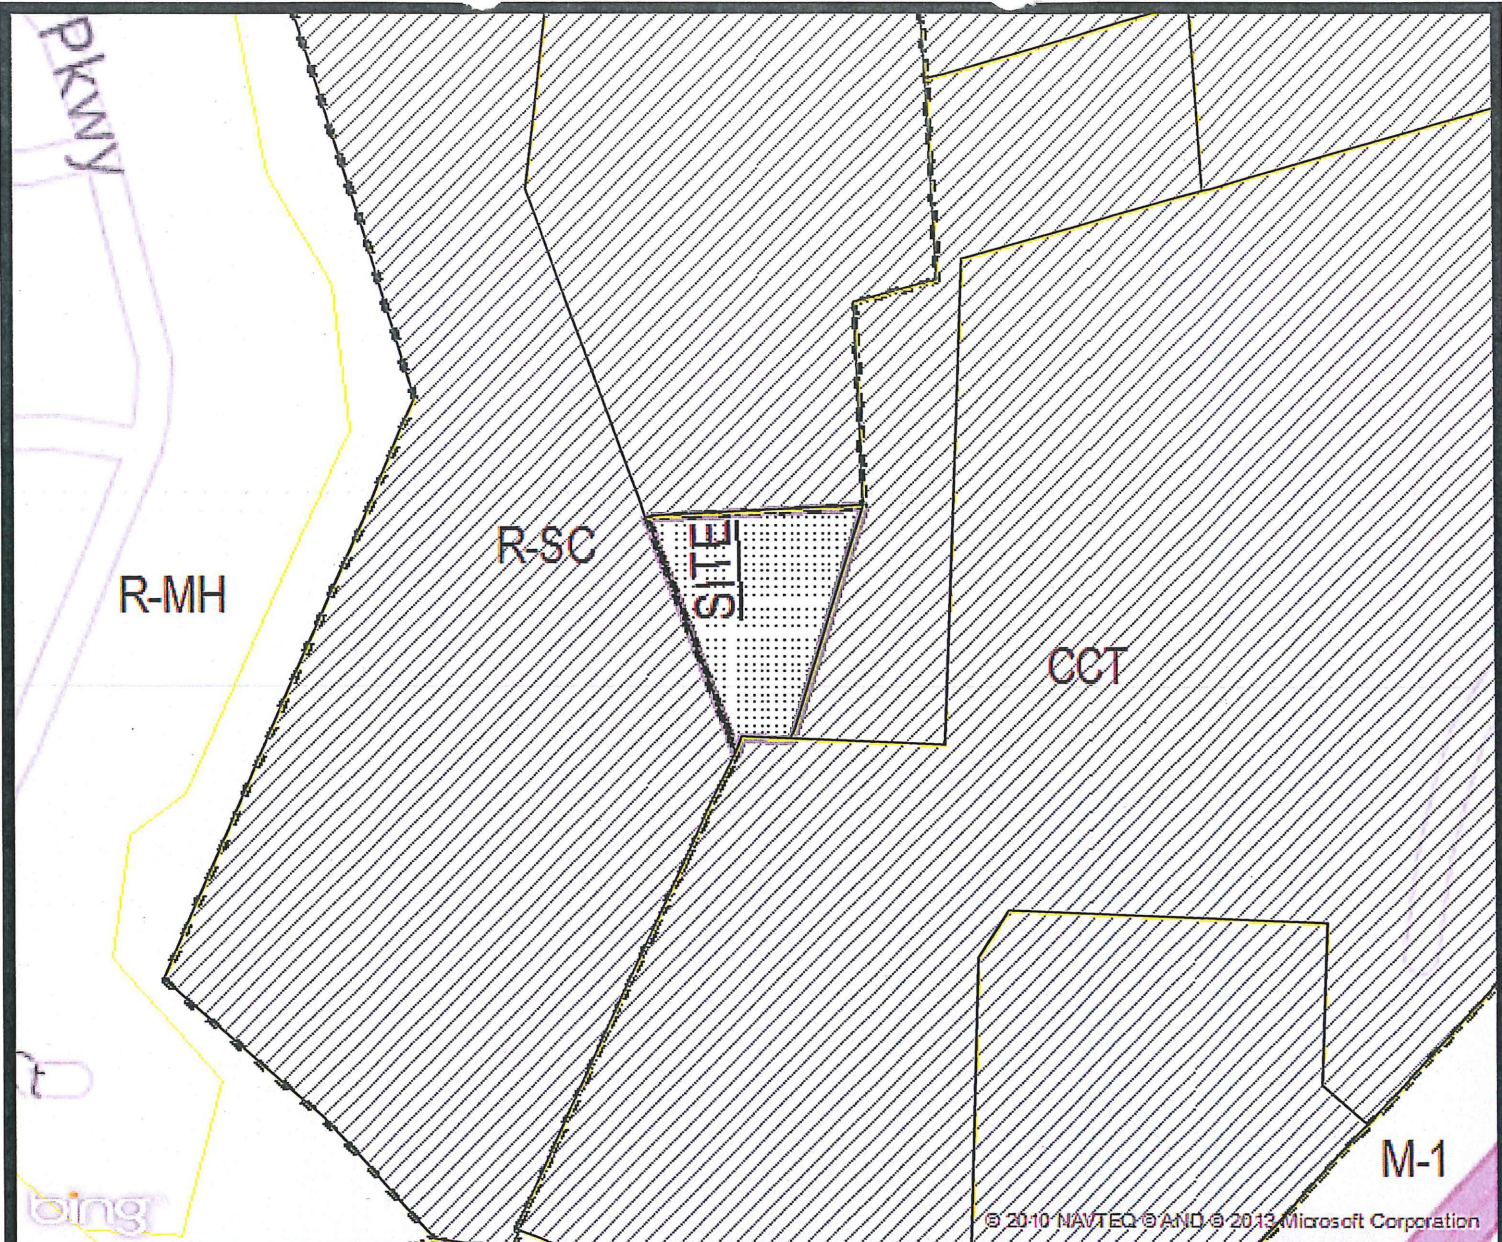 Pkwy
R-SC
SITE
R-MH
CCT
t
M-1
bing
© 2010 NAVTEQ © AND © 2013 Microsoft Corporation